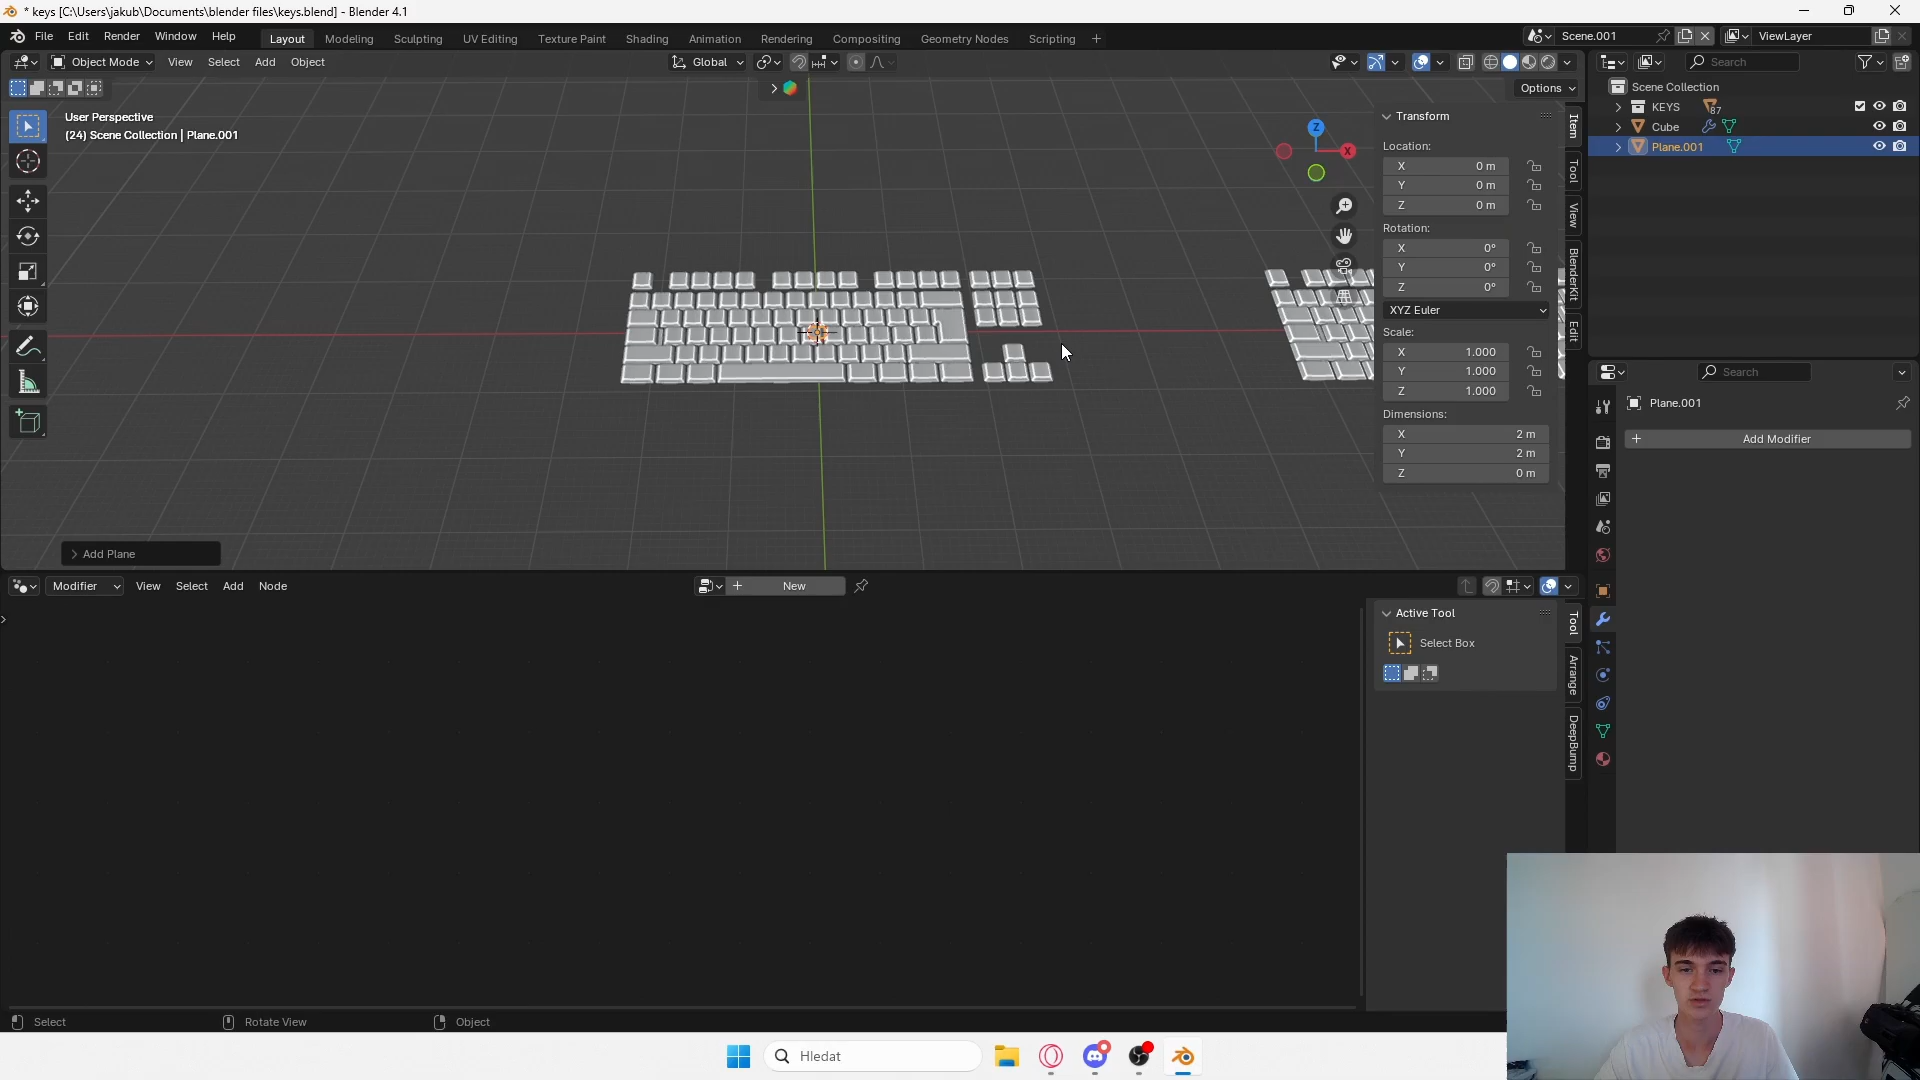 * keys [C:\Users\jakub\Documents\blender files\keys.blend] - Blender 4.1
File Edit Render Window Help
Layout Modeling Sculpting UV Editing Texture Paint Shading Animation Rendering Compositing Geometry Nodes Scripting
Scene.001
ViewLayer
Object Mode View Select Add Object
Global
Options
User Perspective
(24) Scene Collection | Plane.001
Z
X
Transform
Location:
X 0 m
Y 0 m
Z 0 m
Rotation:
X 0°
Y 0°
Z 0°
XYZ Euler
Scale:
X 1.000
Y 1.000
Z 1.000
Dimensions:
X 2 m
Y 2 m
Z 0 m
Item
Tool
View
BlenderKit
Edit
Add Plane
Search
Scene Collection
KEYS 87
Cube
Plane.001
Search
Plane.001
Add Modifier
Modifier View Select Add Node
New
Active Tool
Select Box
Tool
Arrange
DeepBump
Select
Rotate View
Object
Hledat